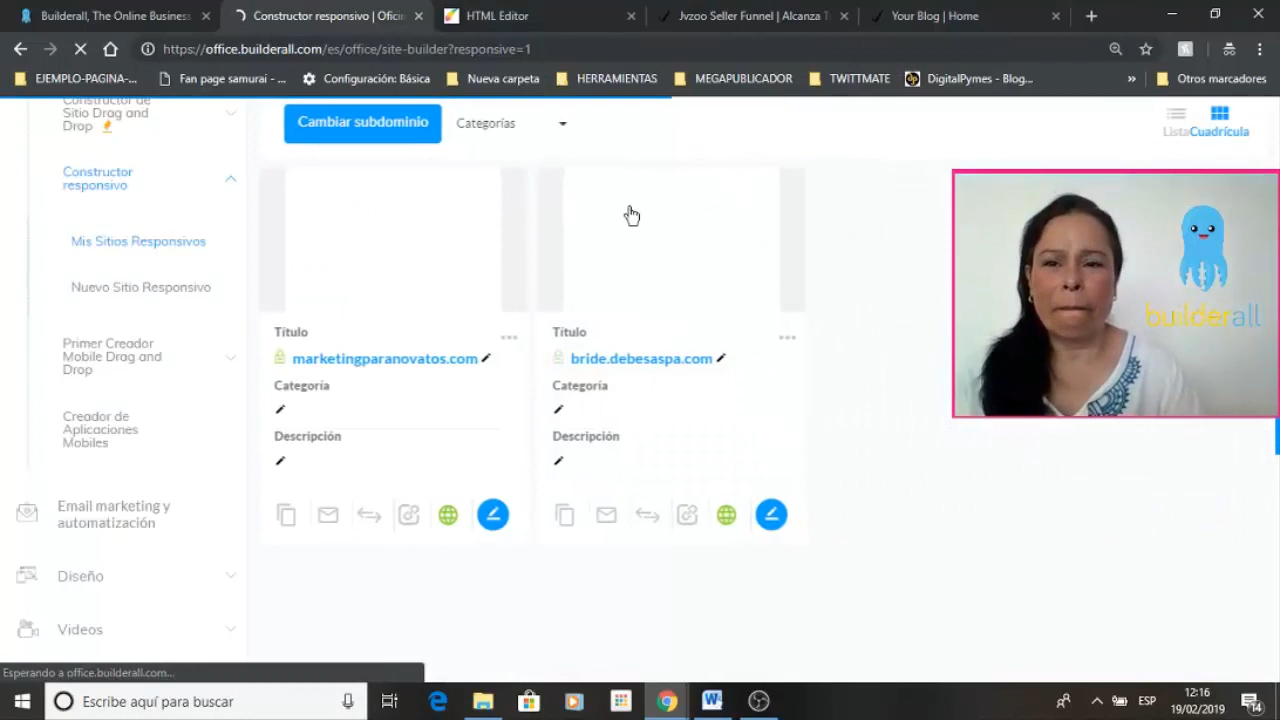 Builderall, The Online Busines
Constructor responsivo | Ofici
HTML Editor
Jvzoo Seller Funnel | Alcanza T
Your Blog | Home
https://office.builderall.com/es/office/site-builder?responsive=1
EJEMPLO-PAGINA-...
Fan page samurai - ...
Configuración: Básica
Nueva carpeta
HERRAMIENTAS
MEGAPUBLICADOR
TWITTMATE
DigitalPymes - Blog...
»
Otros marcadores
Constructor de
Sitio Drag and
Drop
Constructor
responsivo
Mis Sitios Responsivos
Nuevo Sitio Responsivo
Primer Creador
Mobile Drag and
Drop
Creador de
Aplicaciones
Mobiles
Email marketing y
automatización
Diseño
Videos
Cambiar subdominio
Categorías
Lista
Cuadrícula
Título
marketingparanovatos.com
Categoría
Descripción
Título
bride.debesaspa.com
Categoría
Descripción
builderall
Esperando a office.builderall.com...
Escribe aquí para buscar
ESP
12:16
19/02/2019
14